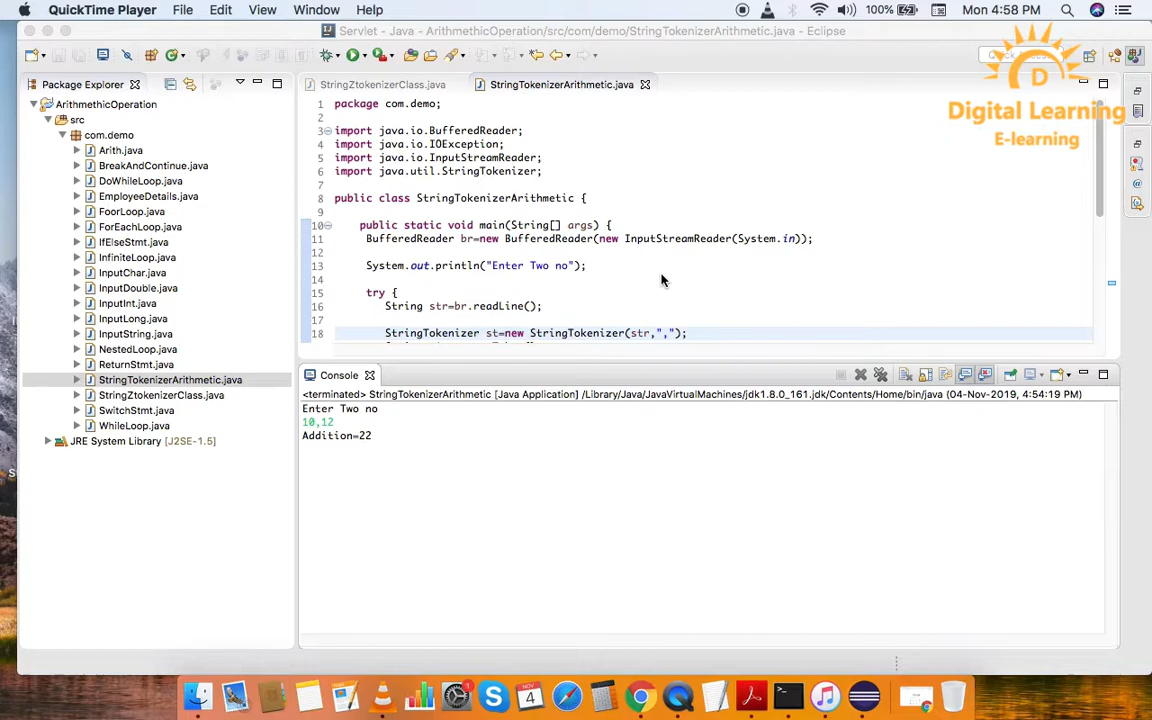 QuickTime Player File Edit View Window Help 100% Mon 4:58 PM
Servlet - Java - ArithmethicOperation/src/com/demo/StringTokenizerArithmetic.java - Eclipse
D
Digital Learning
E-learning
Package Explorer
ArithmethicOperation
src
com.demo
Arith.java
BreakAndContinue.java
DoWhileLoop.java
EmployeeDetails.java
FoorLoop.java
ForEachLoop.java
IfElseStmt.java
InfiniteLoop.java
InputChar.java
InputDouble.java
InputInt.java
InputLong.java
InputString.java
NestedLoop.java
ReturnStmt.java
StringTokenizerArithmetic.java
StringZtokenizerClass.java
SwitchStmt.java
WhileLoop.java
JRE System Library [J2SE-1.5]
StringZtokenizerClass.java StringTokenizerArithmetic.java
1 package com.demo;
2
3 import java.io.BufferedReader;
4 import java.io.IOException;
5 import java.io.InputStreamReader;
6 import java.util.StringTokenizer;
7
8 public class StringTokenizerArithmetic {
9
10 public static void main(String[] args) {
11 BufferedReader br=new BufferedReader(new InputStreamReader(System.in));
12
13 System.out.println("Enter Two no");
14
15 try {
16 String str=br.readLine();
17
18 StringTokenizer st=new StringTokenizer(str,",");
Console
<terminated> StringTokenizerArithmetic [Java Application] /Library/Java/JavaVirtualMachines/jdk1.8.0_161.jdk/Contents/Home/bin/java (04-Nov-2019, 4:54:19 PM)
Enter Two no
10,12
Addition=22
NOV
4